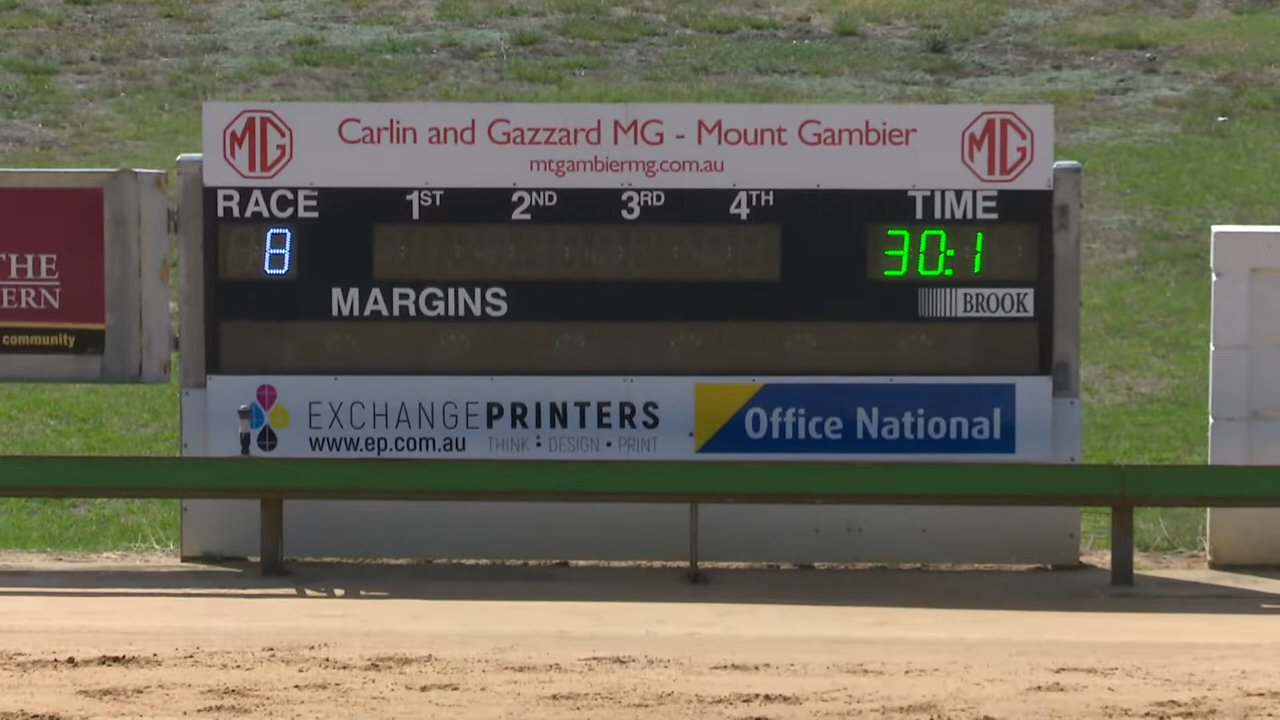 MG Carlin and Gazzard MG - Mount Gambier MG
mtgambiermg.com.au
RACE 1ST 2ND 3RD 4TH TIME
8 30:1
MARGINS BROOK
THE
ERN
community
EXCHANGEPRINTERS
www.ep.com.au THINK • DESIGN • PRINT
Office National